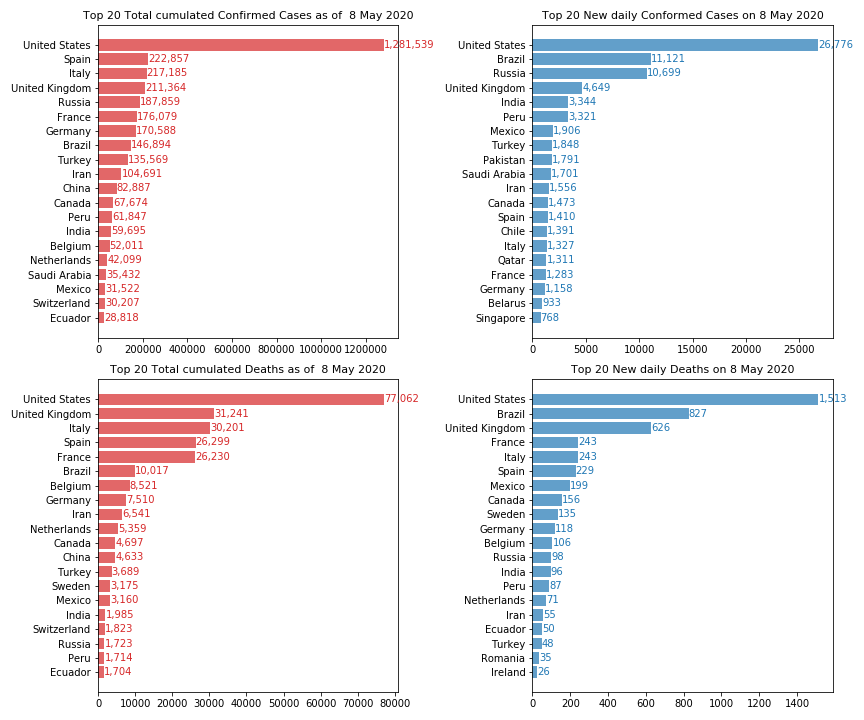 Top 20 Total cumulated Confirmed Cases as of  8 May 2020
United States 1,281,539
Spain 222,857
Italy 217,185
United Kingdom 211,364
Russia 187,859
France 176,079
Germany 170,588
Brazil 146,894
Turkey 135,569
Iran 104,691
China 82,887
Canada 67,674
Peru 61,847
India 59,695
Belgium 52,011
Netherlands 42,099
Saudi Arabia 35,432
Mexico 31,522
Switzerland 30,207
Ecuador 28,818
0 200000 400000 600000 800000 1000000 1200000
Top 20 New daily Conformed Cases on 8 May 2020
United States 26,776
Brazil 11,121
Russia 10,699
United Kingdom 4,649
India 3,344
Peru 3,321
Mexico 1,906
Turkey 1,848
Pakistan 1,791
Saudi Arabia 1,701
Iran 1,556
Canada 1,473
Spain 1,410
Chile 1,391
Italy 1,327
Qatar 1,311
France 1,283
Germany 1,158
Belarus 933
Singapore 768
0 5000 10000 15000 20000 25000
Top 20 Total cumulated Deaths as of  8 May 2020
United States 77,062
United Kingdom 31,241
Italy 30,201
Spain 26,299
France 26,230
Brazil 10,017
Belgium 8,521
Germany 7,510
Iran 6,541
Netherlands 5,359
Canada 4,697
China 4,633
Turkey 3,689
Sweden 3,175
Mexico 3,160
India 1,985
Switzerland 1,823
Russia 1,723
Peru 1,714
Ecuador 1,704
0 10000 20000 30000 40000 50000 60000 70000 80000
Top 20 New daily Deaths on 8 May 2020
United States 1,513
Brazil 827
United Kingdom 626
France 243
Italy 243
Spain 229
Mexico 199
Canada 156
Sweden 135
Germany 118
Belgium 106
Russia 98
India 96
Peru 87
Netherlands 71
Iran 55
Ecuador 50
Turkey 48
Romania 35
Ireland 26
0 200 400 600 800 1000 1200 1400